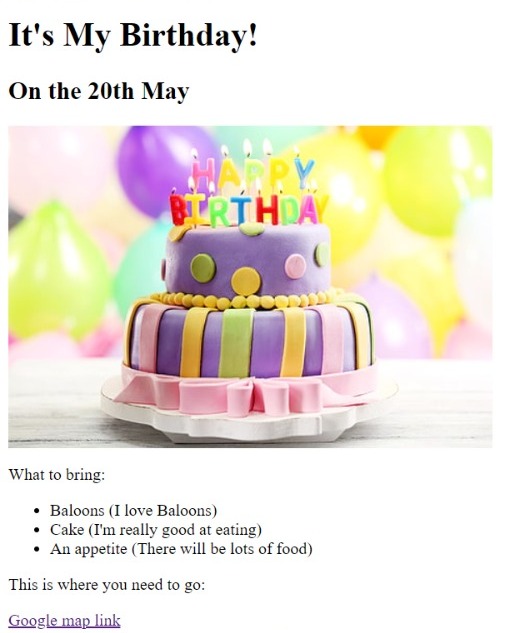 It's My Birthday!
On the 20th May
HAPPY
BIRTHDAY
What to bring:
Baloons (I love Baloons)
Cake (I'm really good at eating)
An appetite (There will be lots of food)
This is where you need to go:
Google map link